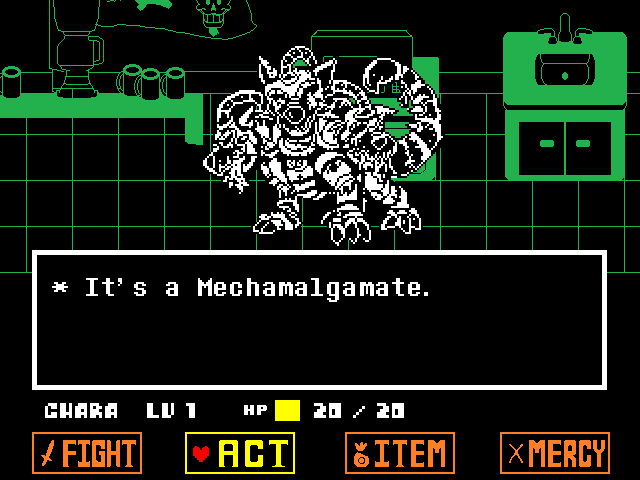 * It's a Mechamalgamate.
CHARA LV 1 HP 20 / 20
FIGHT ACT ITEM MERCY